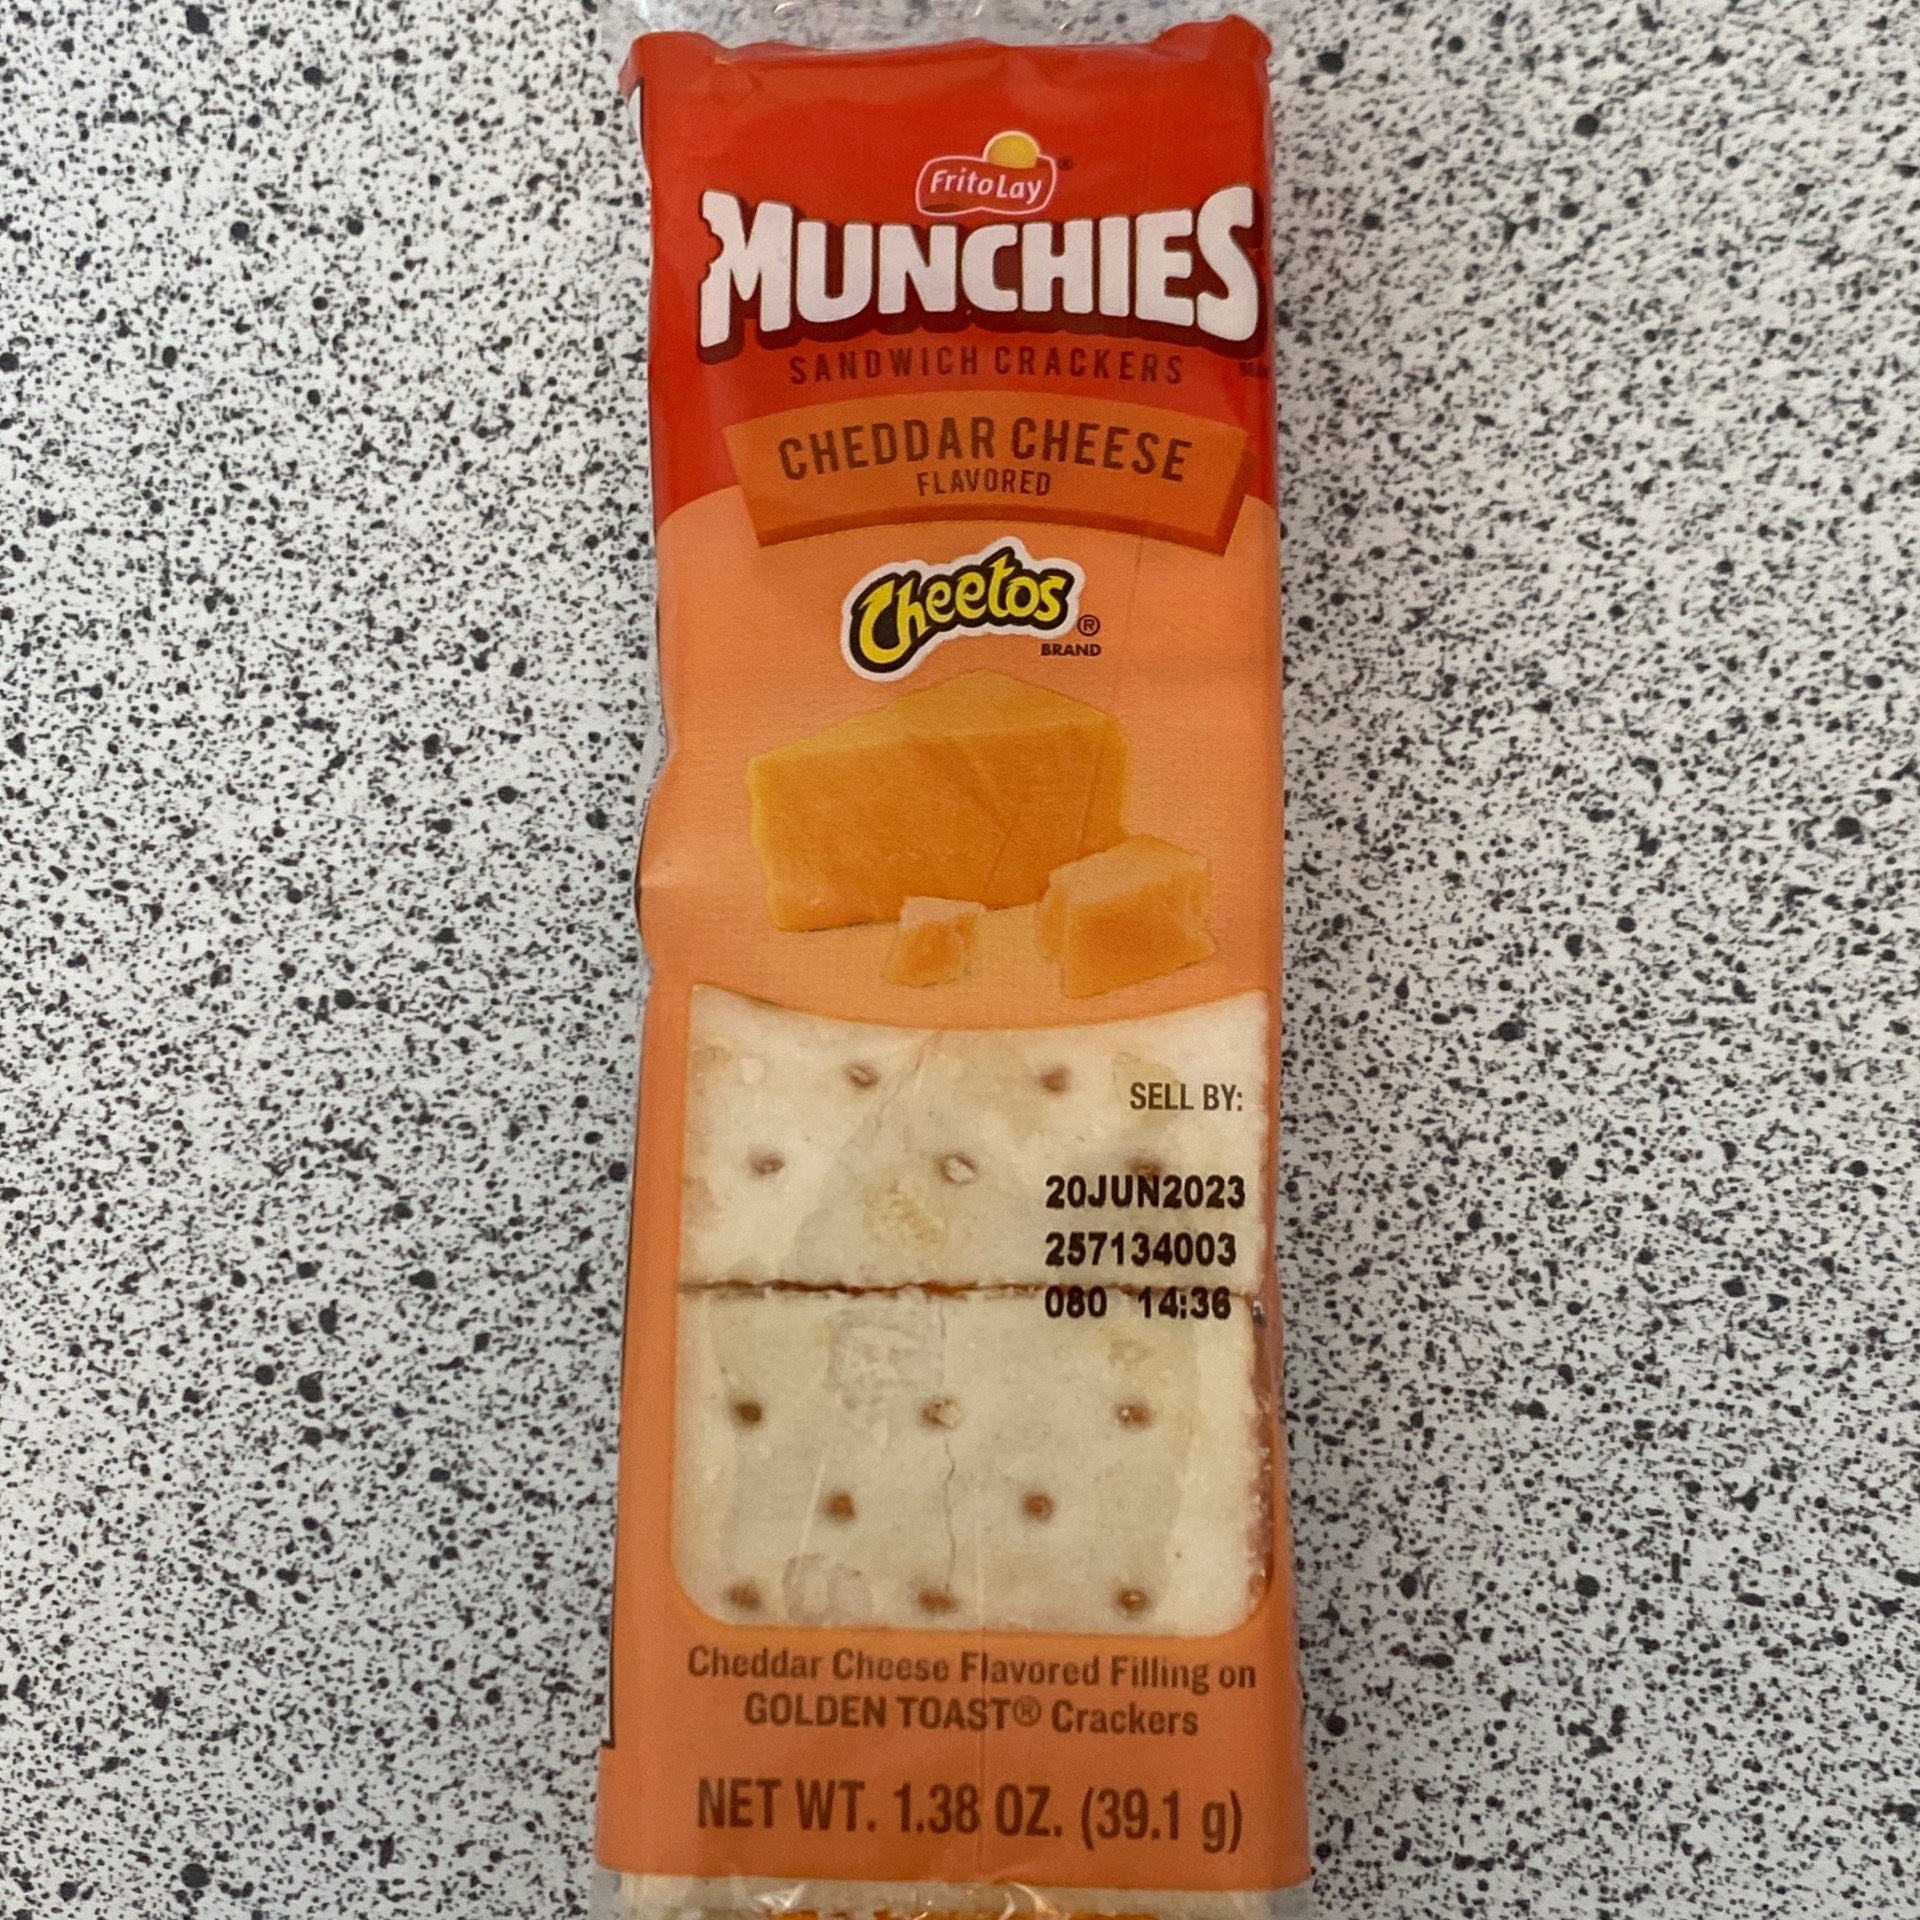 FritoLay®
MUNCHIES
SANDWICH CRACKERS
CHEDDAR CHEESE
FLAVORED
Cheetos®
BRAND
SELL BY:
20JUN2023
257134003
080 14:36
Cheddar Cheese Flavored Filling on
GOLDEN TOAST® Crackers
NET WT. 1.38 OZ. (39.1 g)